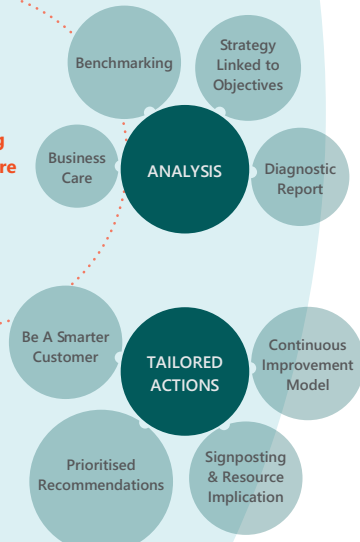 Benchmarking
Strategy
Linked to
Objectives
Business
Care
ANALYSIS
Diagnostic
Report
Be A Smarter
Customer
TAILORED
ACTIONS
Continuous
Improvement
Model
Prioritised
Recommendations
Signposting
& Resource
Implication